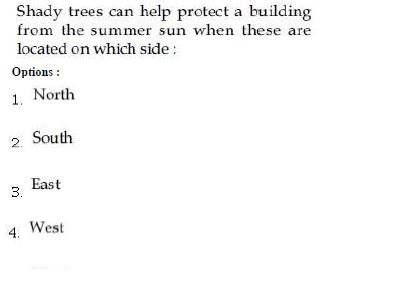 Shady trees can help protect a building
from the summer sun when these are
located on which side :
Options :
1. North
2. South
3. East
4. West